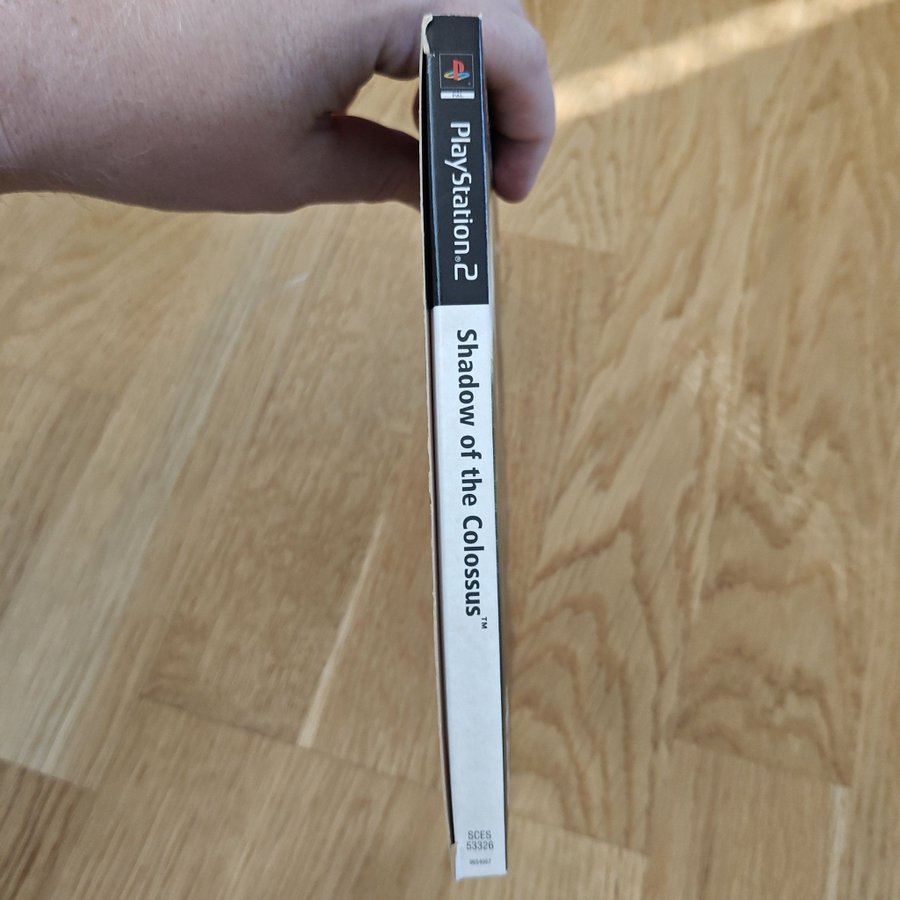 PAL
PlayStation®2
Shadow of the Colossus™
SCES
53326